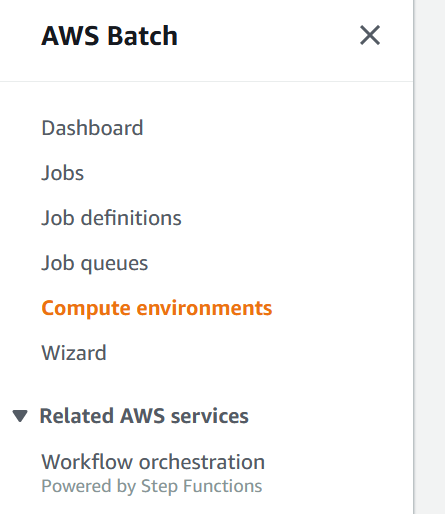 AWS Batch
Dashboard
Jobs
Job definitions
Job queues
Compute environments
Wizard
Related AWS services
Workflow orchestration
Powered by Step Functions